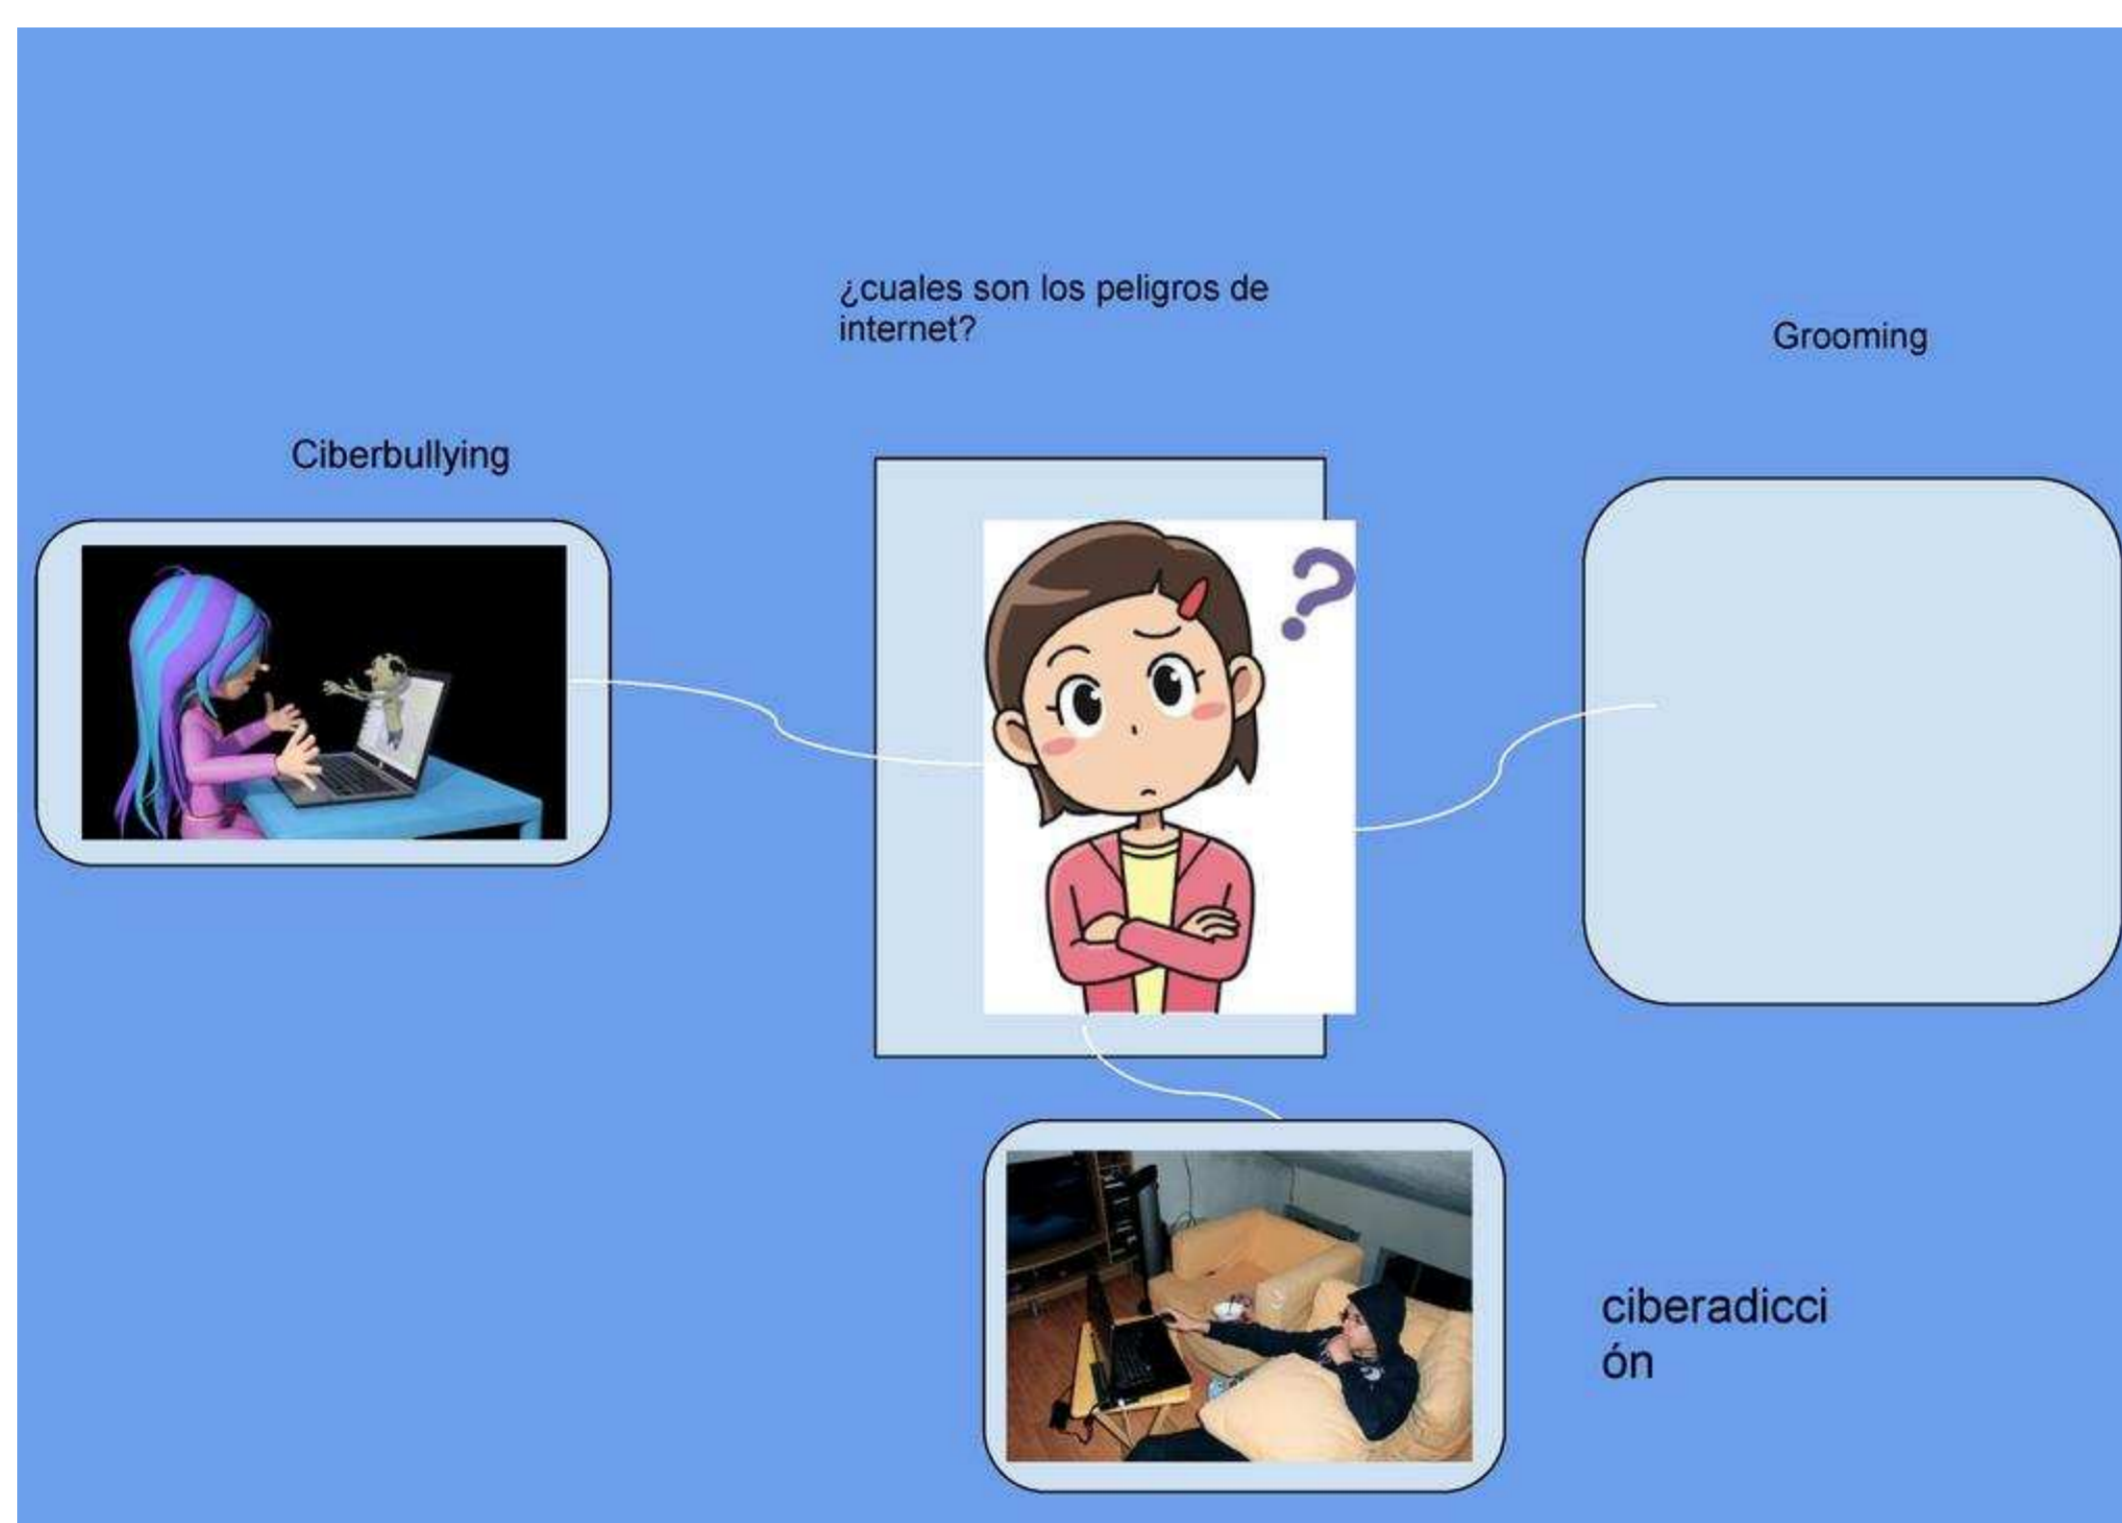 ¿cuales son los peligros de
internet?
Grooming
Ciberbullying
ciberadicci
ón